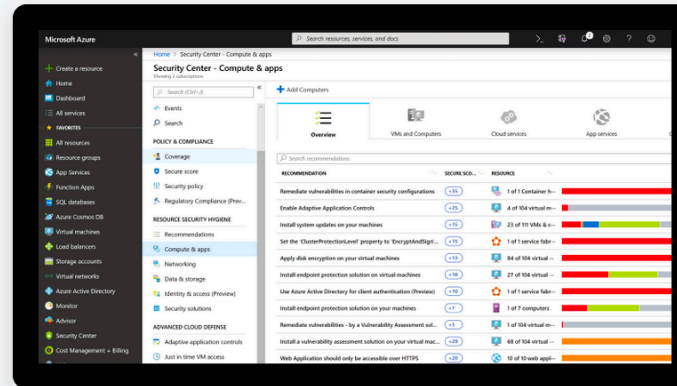 Microsoft Azure
Search resources, services, and docs
Create a resource
Home
Dashboard
All services
FAVORITES
All resources
Resource groups
App Services
Function Apps
SQL databases
Azure Cosmos DB
Virtual machines
Load balancers
Storage accounts
Virtual networks
Azure Active Directory
Monitor
Advisor
Security Center
Cost Management + Billing
Home > Security Center - Compute & apps
Security Center - Compute & apps
Showing 2 subscriptions
Search (Ctrl+/)
Events
Search
POLICY & COMPLIANCE
Coverage
Secure score
Security policy
Regulatory Compliance (Prev...
RESOURCE SECURITY HYGIENE
Recommendations
Compute & apps
Networking
Data & storage
Identity & access (Preview)
Security solutions
ADVANCED CLOUD DEFENSE
Adaptive application controls
Just in time VM access
Add Computers
Overview
VMs and Computers
Cloud services
App services
Search recommendations
RECOMMENDATION SECURE SCO... RESOURCE
Remediate vulnerabilities in container security configurations +35 1 of 1 Container h...
Enable Adaptive Application Controls +25 4 of 104 virtual m...
Install system updates on your machines +15 23 of 111 VMs & c...
Set the 'ClusterProtectionLevel' property to 'EncryptAndSign'... +15 1 of 1 service fabr...
Apply disk encryption on your virtual machines +13 84 of 104 virtual ...
Install endpoint protection solution on virtual machines +10 27 of 104 virtual ...
Use Azure Active Directory for client authentication (Preview) +10 1 of 1 service fabr...
Install endpoint protection solution on your machines +7 1 of 7 computers
Remediate vulnerabilities - by a Vulnerability Assessment sol... +5 1 of 104 virtual m...
Install a vulnerability assessment solution on your virtual mac... 68 of 104 virtual ...
Web Application should only be accessible over HTTPS +20 10 of 10 web appl...